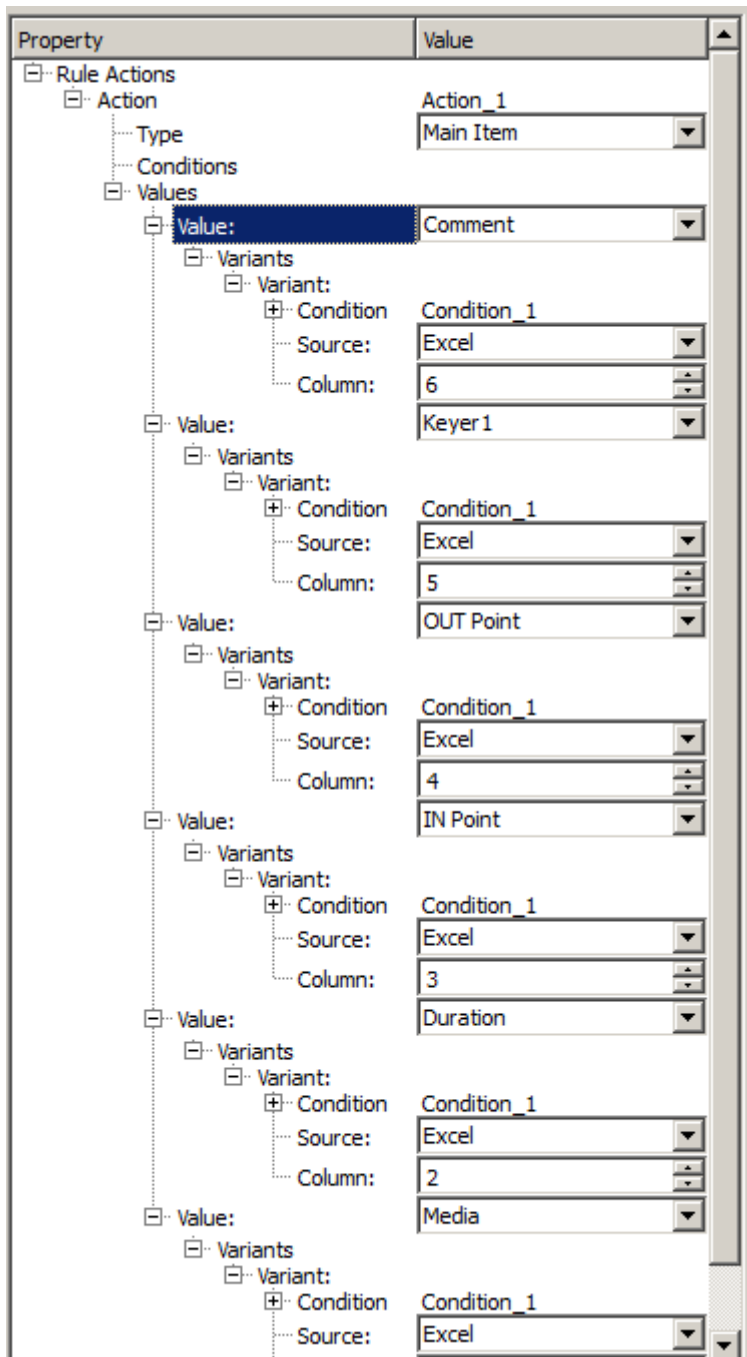 Property Value
Rule Actions
Action Action_1
Type Main Item
Conditions
Values
Value: Comment
Variants
Variant:
Condition Condition_1
Source: Excel
Column: 6
Value: Keyer1
Variants
Variant:
Condition Condition_1
Source: Excel
Column: 5
Value: OUT Point
Variants
Variant:
Condition Condition_1
Source: Excel
Column: 4
Value: IN Point
Variants
Variant:
Condition Condition_1
Source: Excel
Column: 3
Value: Duration
Variants
Variant:
Condition Condition_1
Source: Excel
Column: 2
Value: Media
Variants
Variant:
Condition Condition_1
Source: Excel